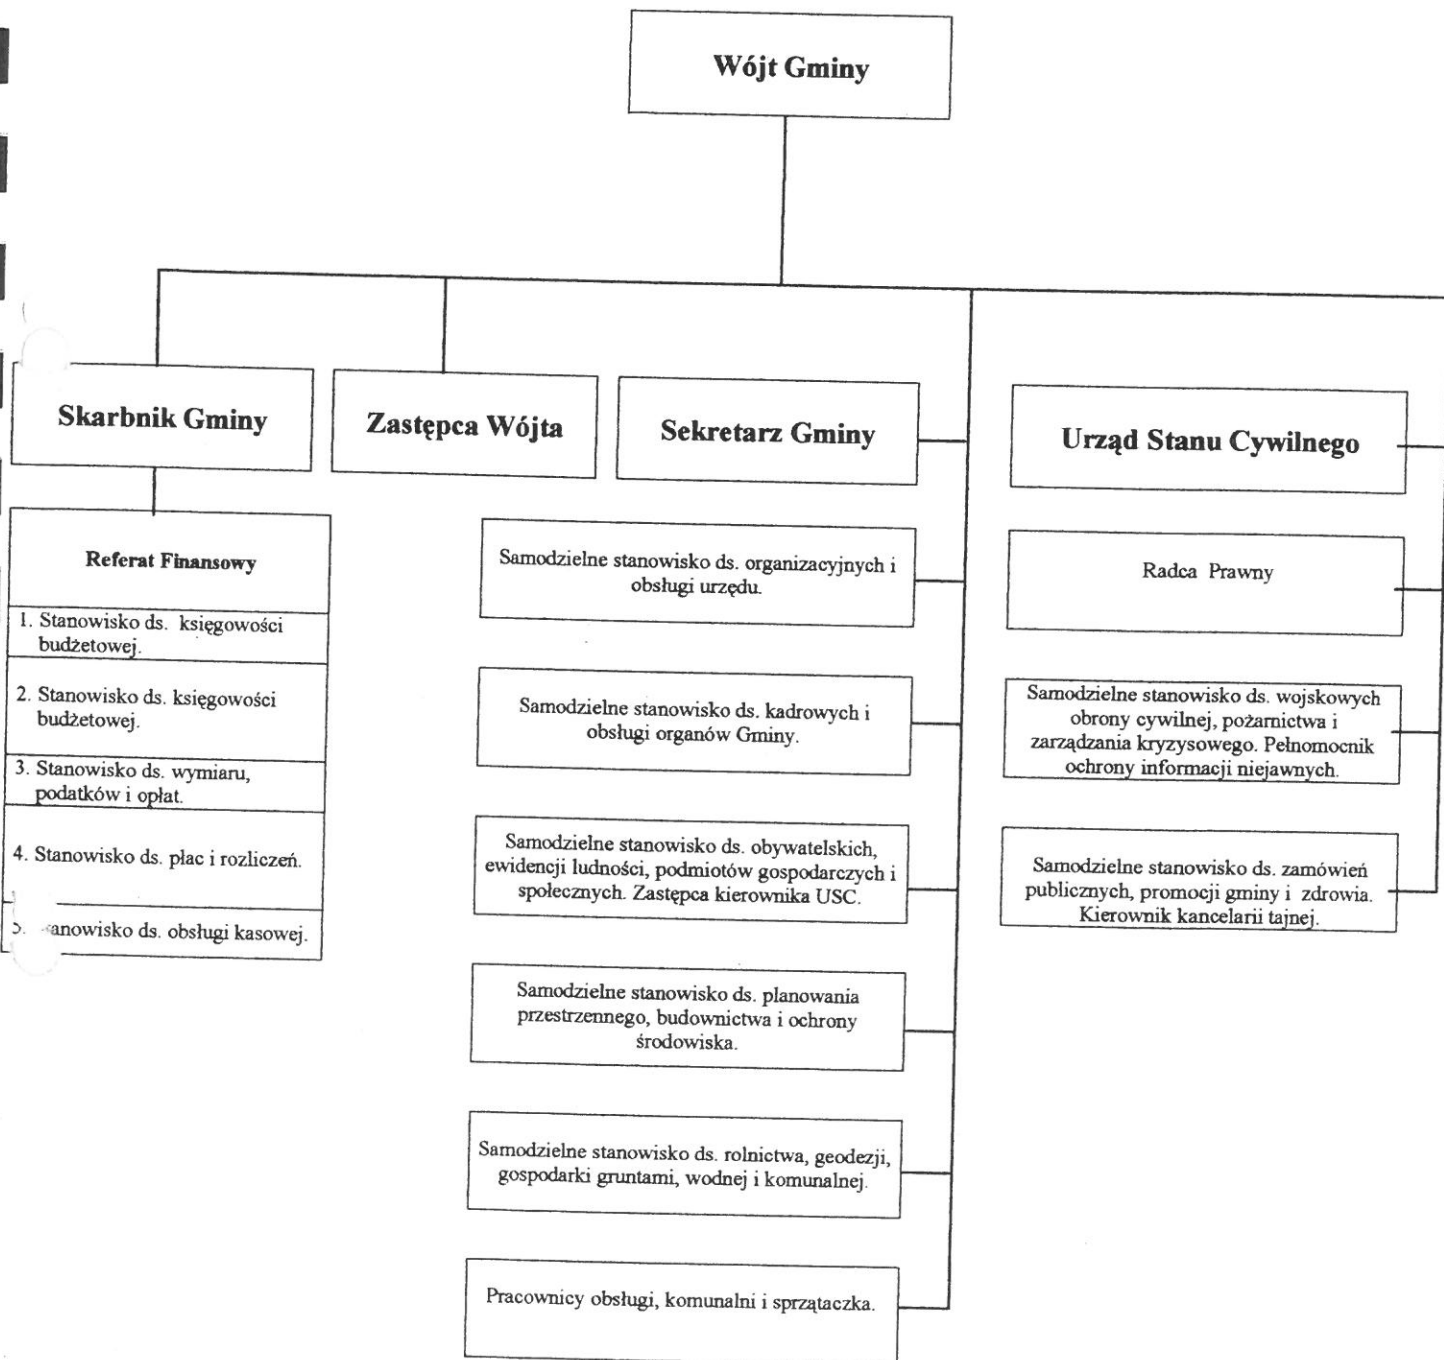 Wójt Gminy
Skarbnik Gminy
Zastępca Wójta
Sekretarz Gminy
Urząd Stanu Cywilnego
Referat Finansowy
1. Stanowisko ds. księgowości
budżetowej.
2. Stanowisko ds. księgowości
budżetowej.
3. Stanowisko ds. wymiaru,
podatków i opłat.
4. Stanowisko ds. płac i rozliczeń.
5. anowisko ds. obsługi kasowej.
Samodzielne stanowisko ds. organizacyjnych i
obsługi urzędu.
Samodzielne stanowisko ds. kadrowych i
obsługi organów Gminy.
Samodzielne stanowisko ds. obywatelskich,
ewidencji ludności, podmiotów gospodarczych i
społecznych. Zastępca kierownika USC.
Samodzielne stanowisko ds. planowania
przestrzennego, budownictwa i ochrony
środowiska.
Samodzielne stanowisko ds. rolnictwa, geodezji,
gospodarki gruntami, wodnej i komunalnej.
Pracownicy obsługi, komunalni i sprzątaczka.
Radca Prawny
Samodzielne stanowisko ds. wojskowych
obrony cywilnej, pożarnictwa i
zarządzania kryzysowego. Pełnomocnik
ochrony informacji niejawnych.
Samodzielne stanowisko ds. zamówień
publicznych, promocji gminy i zdrowia.
Kierownik kancelarii tajnej.